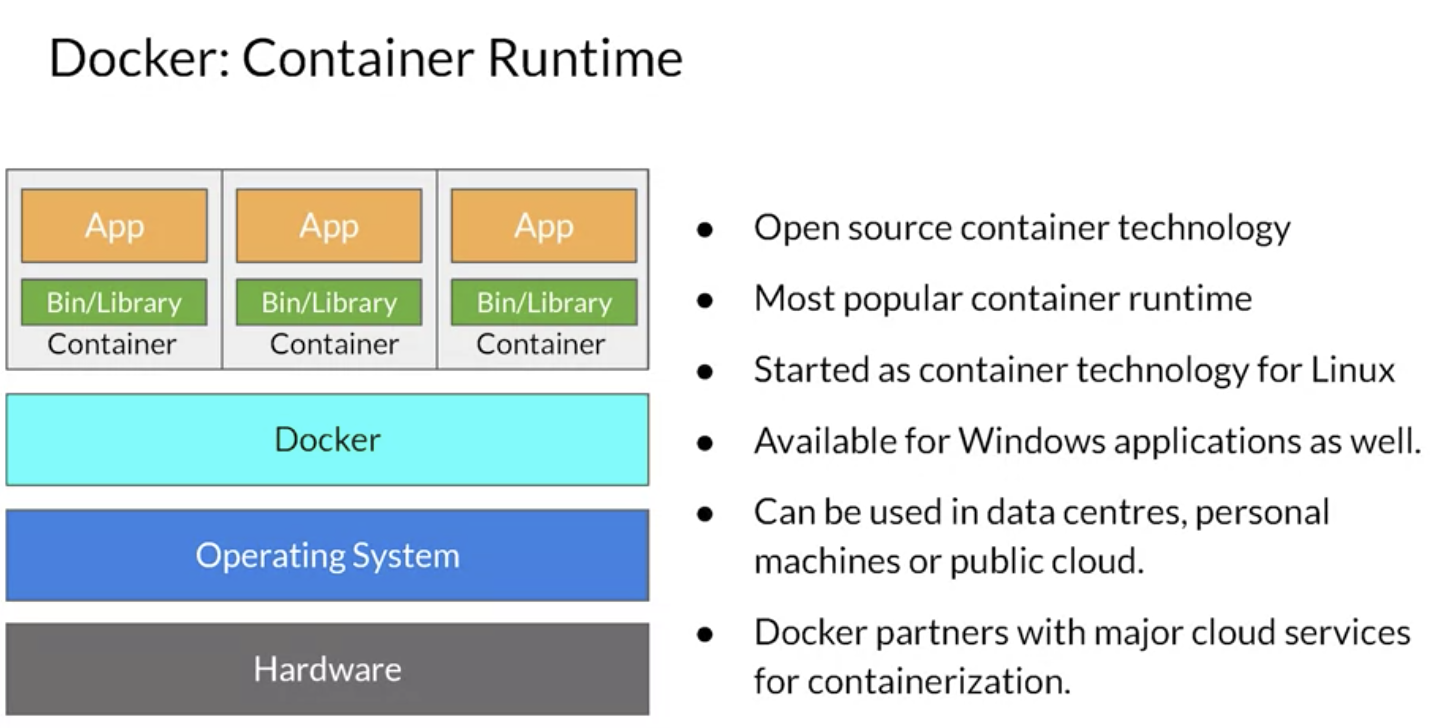 Docker: Container Runtime
App App App
Bin/Library Bin/Library Bin/Library
Container Container Container
Docker
Operating System
Hardware
● Open source container technology
● Most popular container runtime
● Started as container technology for Linux
● Available for Windows applications as well.
● Can be used in data centres, personal
machines or public cloud.
● Docker partners with major cloud services
for containerization.